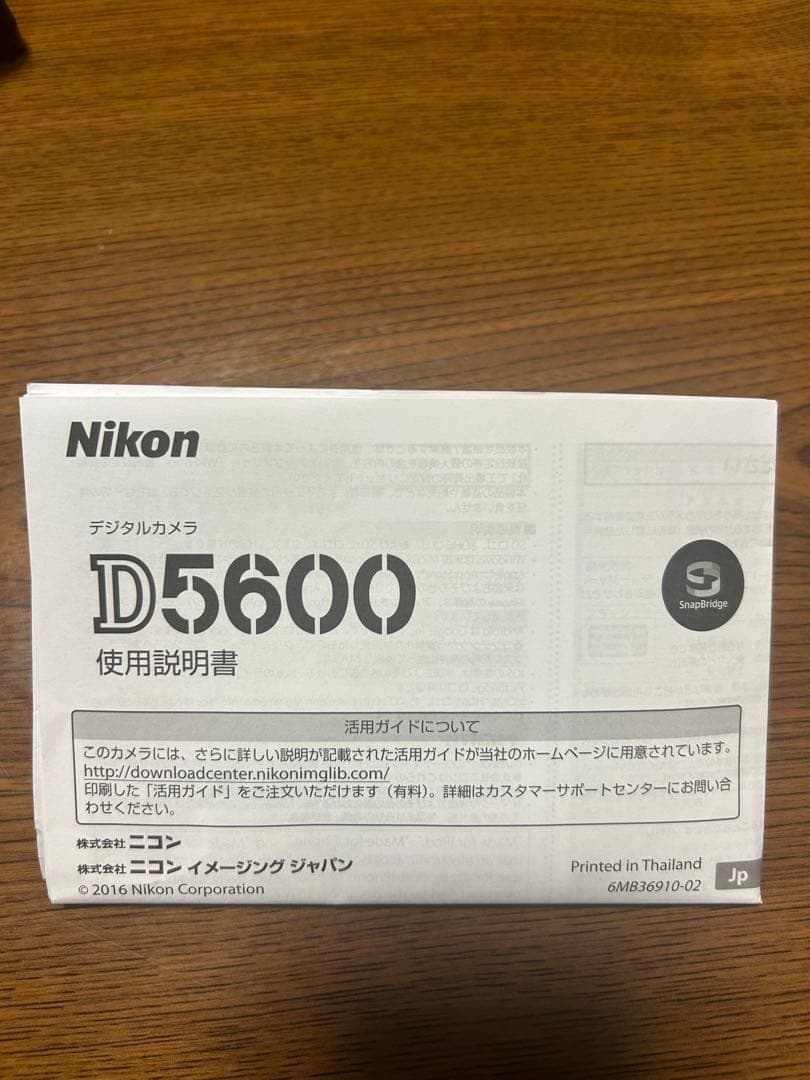 Nikon
デジタルカメラ
D5600
使用説明書
SnapBridge
活用ガイドについて
このカメラには、さらに詳しい説明が記載された活用ガイドが当社のホームページに用意されています。
http://downloadcenter.nikonimglib.com/
印刷した「活用ガイド」をご注文いただけます（有料）。詳細はカスタマーサポートセンターにお問い合
わせください。
株式会社 ニコン
株式会社 ニコン イメージング ジャパン
© 2016 Nikon Corporation
Printed in Thailand
6MB36910-02
Jp